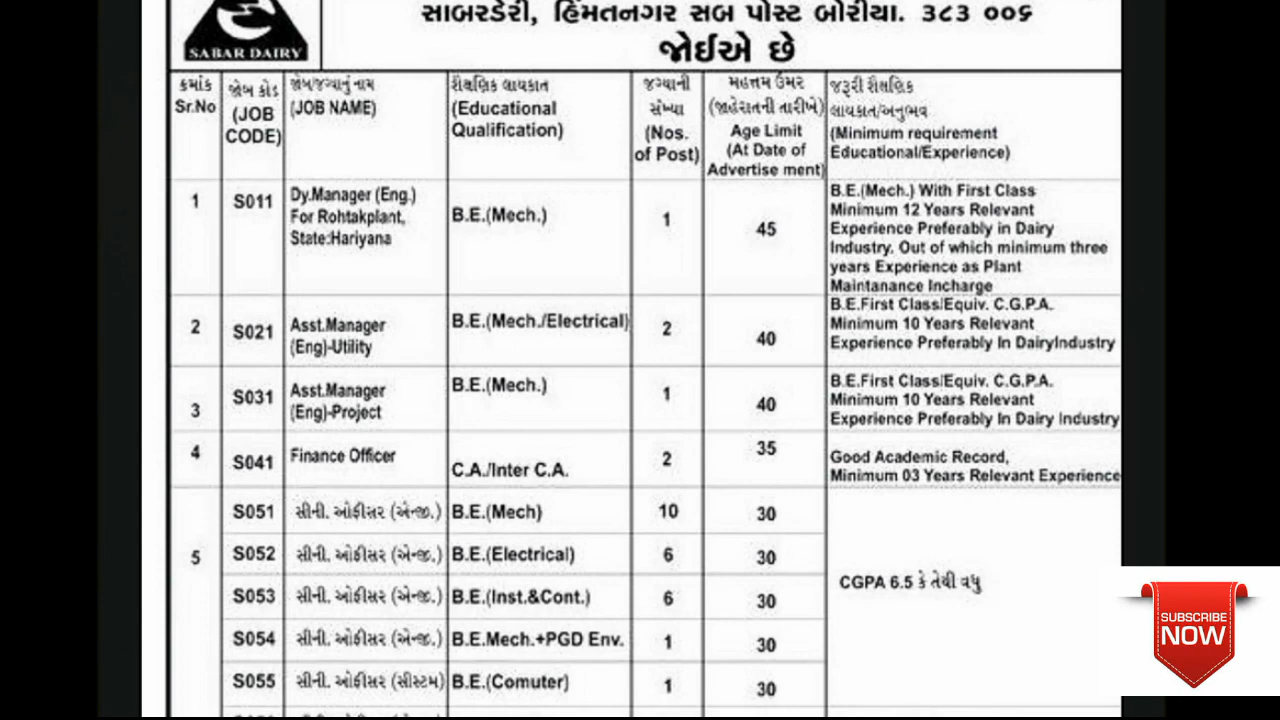 સાબરડેરી, હિંમતનગર સબ પોસ્ટ બોરીયા. ૩૮૩ ૦૦૬
SABAR DAIRY
જોઈએ છે
ક્રમાંક
Sr.No
જોબ કોડ
(JOB
CODE)
જોબ/જગ્યાનું નામ
(JOB NAME)
શૈક્ષણિક લાયકાત
(Educational
Qualification)
જગ્યાની
સંખ્યા
(Nos.
of Post)
મહત્તમ ઉંમર
(જાહેરાતની તારીખે)
Age Limit
(At Date of
Advertise ment)
જરૂરી શૈક્ષણિક
લાયકાત/અનુભવ
(Minimum requirement
Educational/Experience)
1
S011
Dy.Manager (Eng.)
For Rohtakplant,
State:Hariyana
B.E.(Mech.)
1
45
B.E.(Mech.) With First Class
Minimum 12 Years Relevant
Experience Preferably in Dairy
Industry. Out of which minimum three
years Experience as Plant
Maintanance Incharge
2
S021
Asst.Manager
(Eng)-Utility
B.E.(Mech./Electrical)
2
40
B.E.First Class/Equiv. C.G.P.A.
Minimum 10 Years Relevant
Experience Preferably In DairyIndustry
3
S031
Asst.Manager
(Eng)-Project
B.E.(Mech.)
1
40
B.E.First Class/Equiv. C.G.P.A.
Minimum 10 Years Relevant
Experience Preferably In Dairy Industry
4
S041
Finance Officer
C.A./Inter C.A.
2
35
Good Academic Record,
Minimum 03 Years Relevant Experience
5
S051 સીની. ઓફીસર (એન્જી.) B.E.(Mech) 10 30
S052 સીની. ઓફીસર (એન્જી.) B.E.(Electrical) 6 30
S053 સીની. ઓફીસર (એન્જી.) B.E.(Inst.&Cont.) 6 30
S054 સીની. ઓફીસર (એન્જી.) B.E.Mech.+PGD Env. 1 30
S055 સીની. ઓફીસર (સીસ્ટમ) B.E.(Comuter) 1 30
CGPA 6.5 કે તેથી વધુ
SUBSCRIBE
NOW